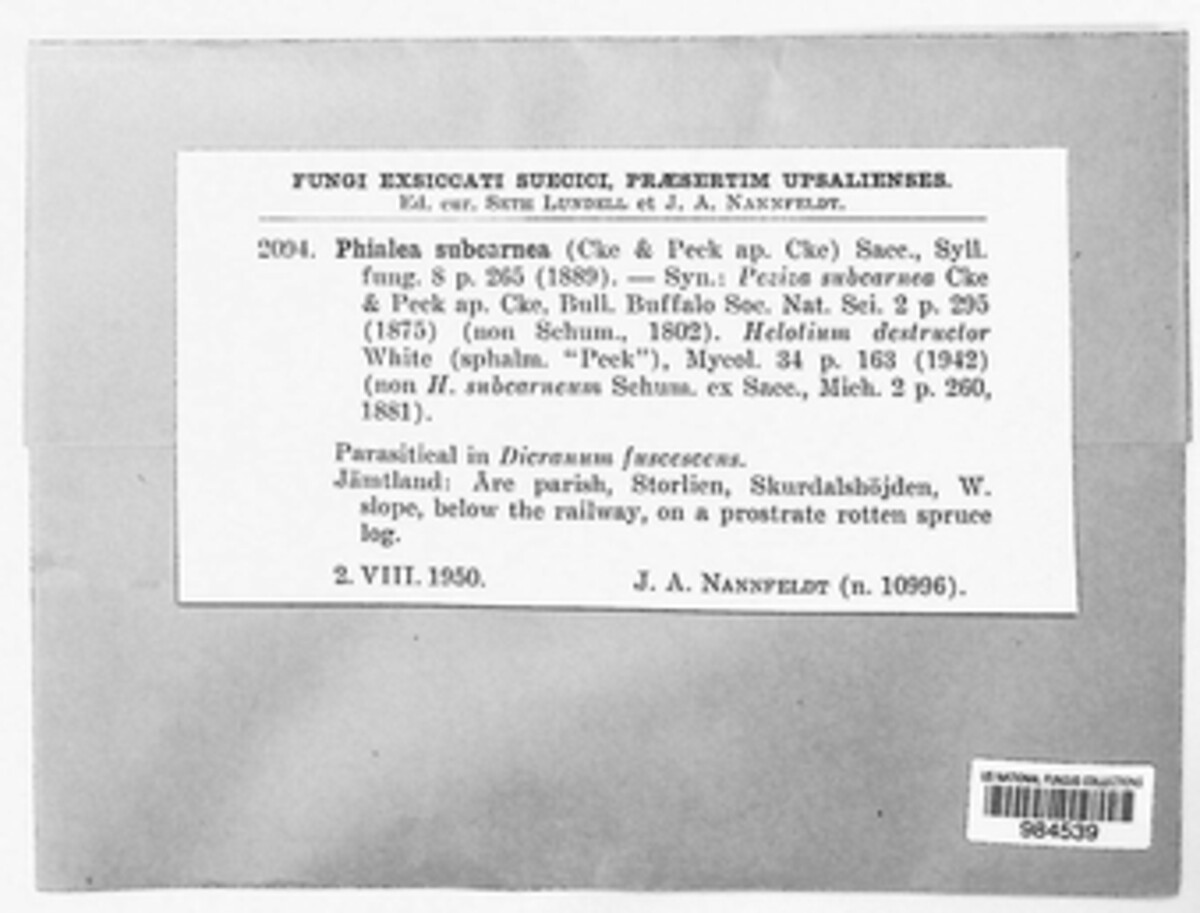 FUNGI EXSICCATI SUECICI, PRÆSERTIM UPSALIENSES.
Ed. cur. SETH LUNDELL et J. A. NANNFELDT.
2094. Phialea subcarnea (Cke & Peck ap. Cke) Sacc., Syll.
fung. 8 p. 265 (1889). — Syn.: Peziza subcarnea Cke
& Peck ap. Cke, Bull. Buffalo Soc. Nat. Sci. 2 p. 295
(1875) (non Schum., 1802). Helotium destructor
White (sphalm. “Peck”), Mycol. 34 p. 163 (1942)
(non H. subcarneum Schum. ex Sacc., Mich. 2 p. 260,
1881).
Parasitical in Dicranum fuscescens.
Jämtland: Åre parish, Storlien, Skurdalshöjden, W.
slope, below the railway, on a prostrate rotten spruce
log.
2. VIII. 1950. J. A. NANNFELDT (n. 10996).
US NATIONAL FUNGUS COLLECTIONS
984539